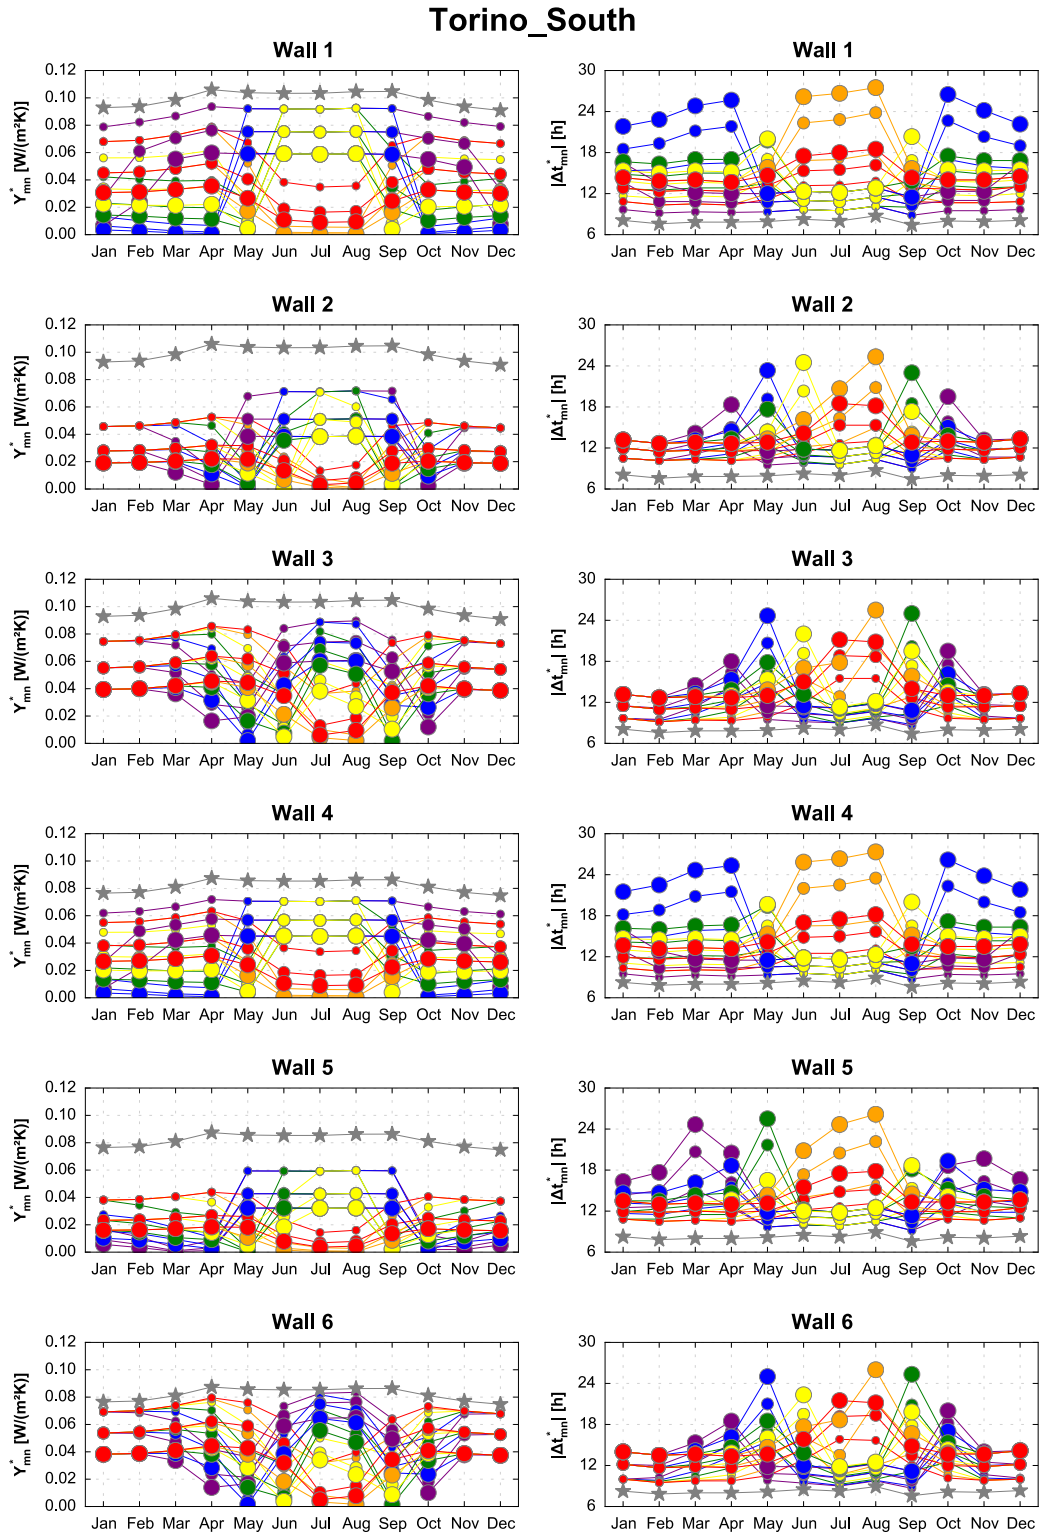 Torino_South
Wall 1 Wall 1
Y*mn [W/(m²K)] 0.12 0.10 0.08 0.06 0.04 0.02 0.00
Jan Feb Mar Apr May Jun Jul Aug Sep Oct Nov Dec
|Δt*mn| [h] 30 24 18 12 6
Jan Feb Mar Apr May Jun Jul Aug Sep Oct Nov Dec
Wall 2 Wall 2
Y*mn [W/(m²K)] 0.12 0.10 0.08 0.06 0.04 0.02 0.00
Jan Feb Mar Apr May Jun Jul Aug Sep Oct Nov Dec
|Δt*mn| [h] 30 24 18 12 6
Jan Feb Mar Apr May Jun Jul Aug Sep Oct Nov Dec
Wall 3 Wall 3
Y*mn [W/(m²K)] 0.12 0.10 0.08 0.06 0.04 0.02 0.00
Jan Feb Mar Apr May Jun Jul Aug Sep Oct Nov Dec
|Δt*mn| [h] 30 24 18 12 6
Jan Feb Mar Apr May Jun Jul Aug Sep Oct Nov Dec
Wall 4 Wall 4
Y*mn [W/(m²K)] 0.12 0.10 0.08 0.06 0.04 0.02 0.00
Jan Feb Mar Apr May Jun Jul Aug Sep Oct Nov Dec
|Δt*mn| [h] 30 24 18 12 6
Jan Feb Mar Apr May Jun Jul Aug Sep Oct Nov Dec
Wall 5 Wall 5
Y*mn [W/(m²K)] 0.12 0.10 0.08 0.06 0.04 0.02 0.00
Jan Feb Mar Apr May Jun Jul Aug Sep Oct Nov Dec
|Δt*mn| [h] 30 24 18 12 6
Jan Feb Mar Apr May Jun Jul Aug Sep Oct Nov Dec
Wall 6 Wall 6
Y*mn [W/(m²K)] 0.12 0.10 0.08 0.06 0.04 0.02 0.00
Jan Feb Mar Apr May Jun Jul Aug Sep Oct Nov Dec
|Δt*mn| [h] 30 24 18 12 6
Jan Feb Mar Apr May Jun Jul Aug Sep Oct Nov Dec